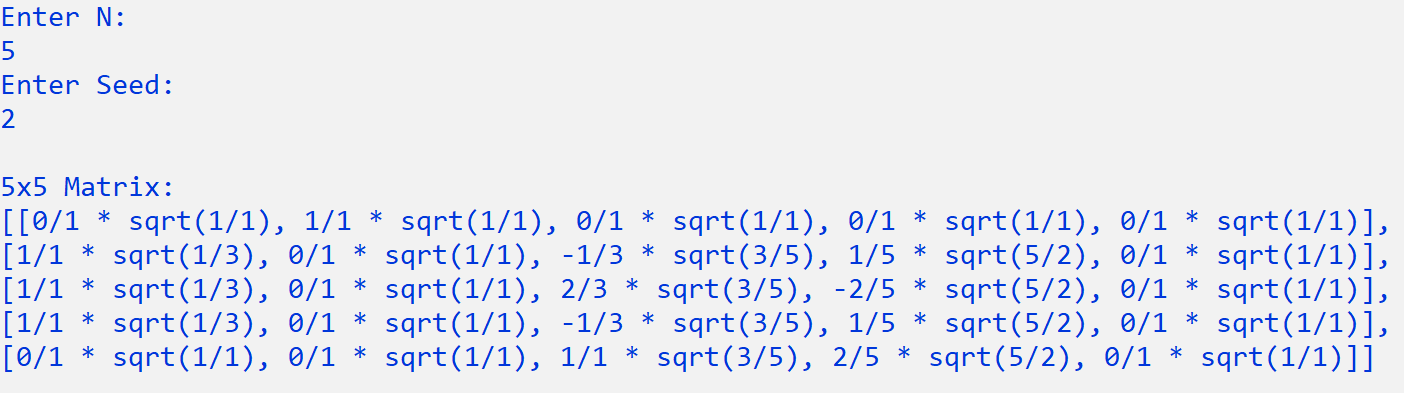 Enter N:
5
Enter Seed:
2
5x5 Matrix:
[[0/1 * sqrt(1/1), 1/1 * sqrt(1/1), 0/1 * sqrt(1/1), 0/1 * sqrt(1/1), 0/1 * sqrt(1/1)],
[1/1 * sqrt(1/3), 0/1 * sqrt(1/1), -1/3 * sqrt(3/5), 1/5 * sqrt(5/2), 0/1 * sqrt(1/1)],
[1/1 * sqrt(1/3), 0/1 * sqrt(1/1), 2/3 * sqrt(3/5), -2/5 * sqrt(5/2), 0/1 * sqrt(1/1)],
[1/1 * sqrt(1/3), 0/1 * sqrt(1/1), -1/3 * sqrt(3/5), 1/5 * sqrt(5/2), 0/1 * sqrt(1/1)],
[0/1 * sqrt(1/1), 0/1 * sqrt(1/1), 1/1 * sqrt(3/5), 2/5 * sqrt(5/2), 0/1 * sqrt(1/1)]]